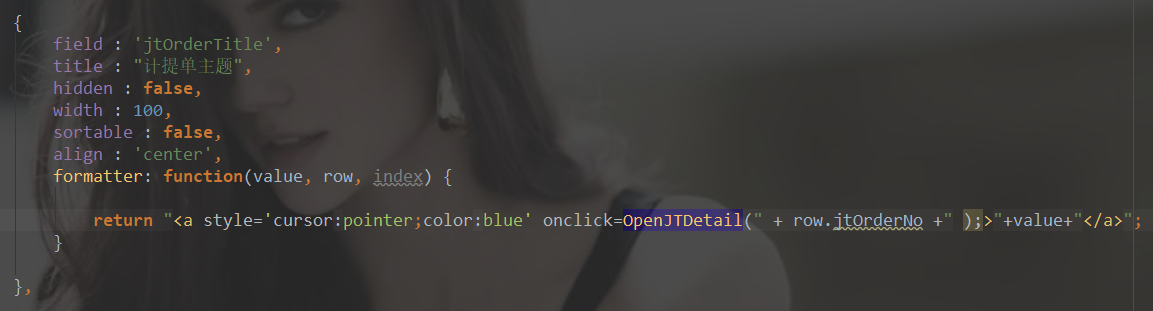 {
field : 'jtOrderTitle',
title : "计提单主题",
hidden : false,
width : 100,
sortable : false,
align : 'center',
formatter: function(value, row, index) {
return "<a style='cursor:pointer;color:blue' onclick=OpenJTDetail(" + row.jtOrderNo +" );>"+value+"</a>";
}
},